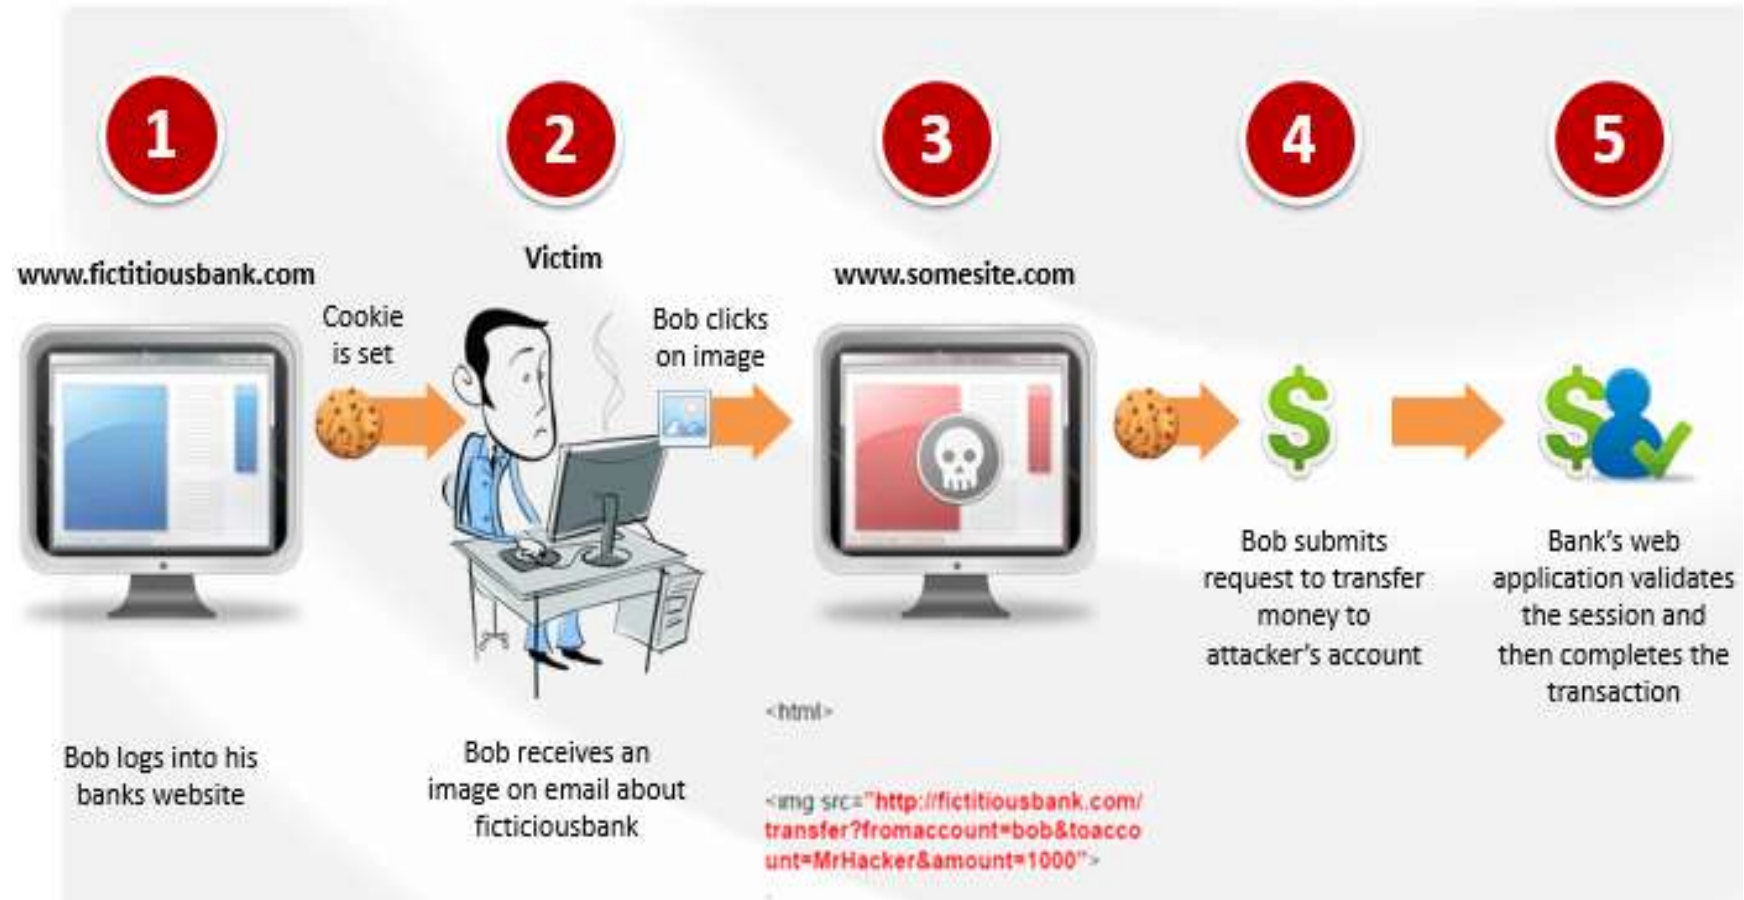 1
2
3
4
5
www.fictitiousbank.com
Cookie
is set
Victim
Bob clicks
on image
www.somesite.com
Bob logs into his
banks website
Bob receives an
image on email about
ficticiousbank
<html>
<img src="http://fictitiousbank.com/
transfer?fromaccount=bob&toacco
unt=MrHacker&amount=1000">
Bob submits
request to transfer
money to
attacker's account
Bank's web
application validates
the session and
then completes the
transaction